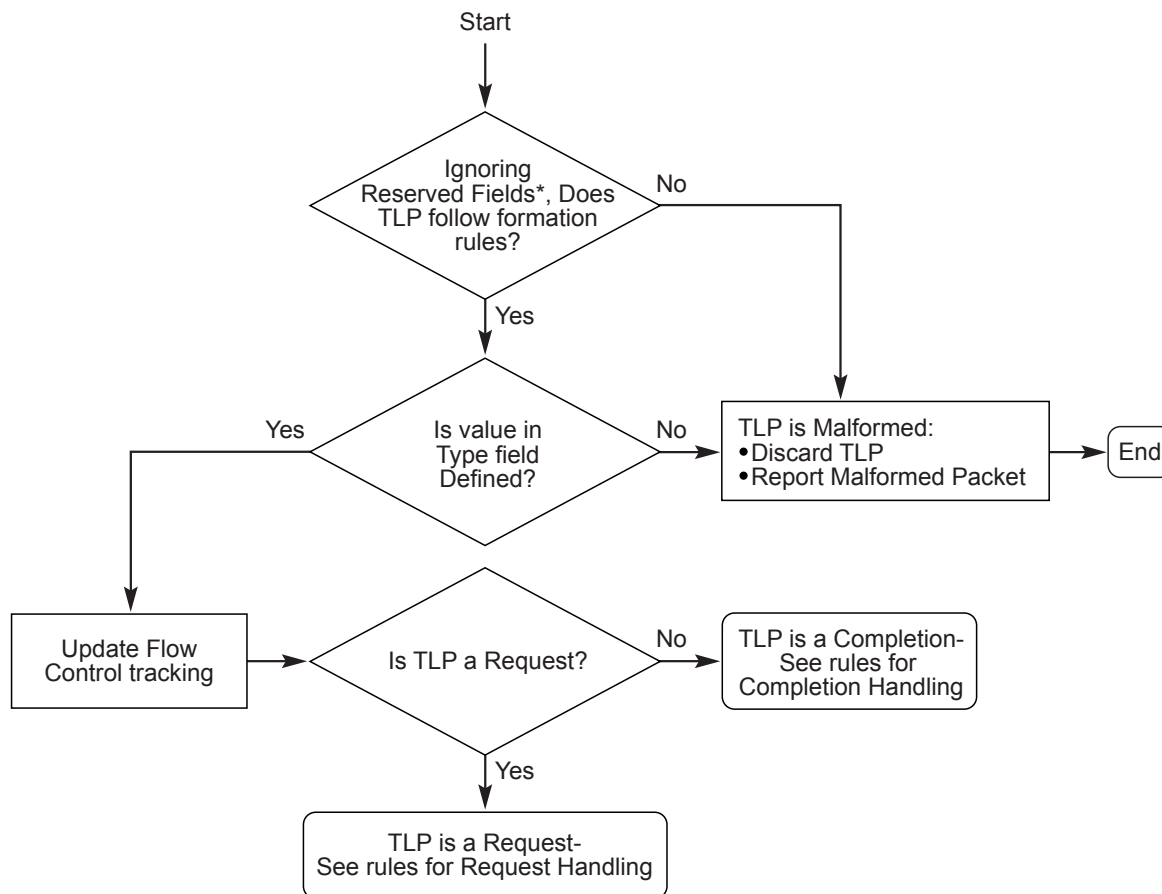 Start
Ignoring
Reserved Fields*, Does
TLP follow formation
rules?
No
Yes
Is value in
Type field
Defined?
Yes
No
TLP is Malformed:
•Discard TLP
•Report Malformed Packet
End
Update Flow
Control tracking
Is TLP a Request?
No
TLP is a Completion-
See rules for
Completion Handling
Yes
TLP is a Request-
See rules for Request Handling